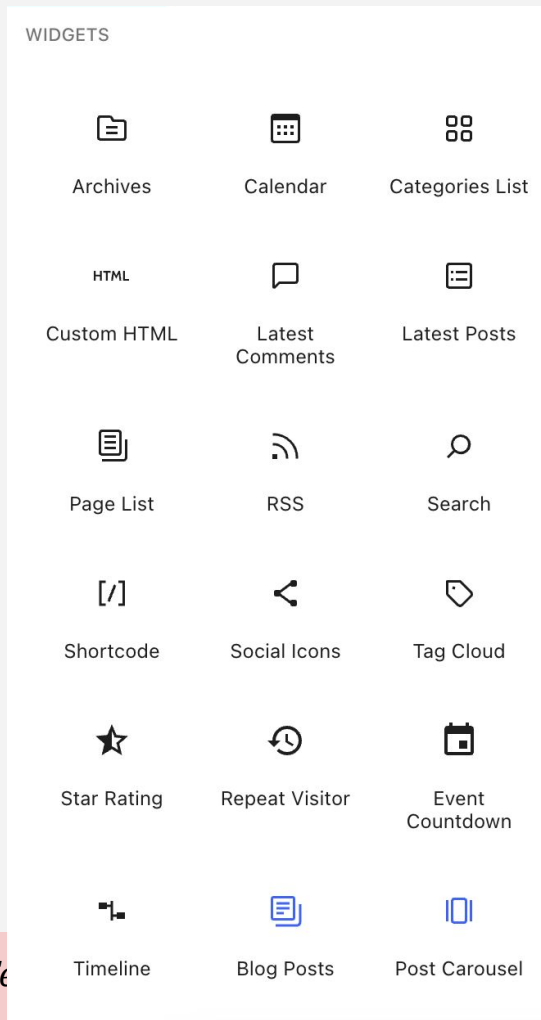 WIDGETS
Archives
Calendar
Categories List
HTML
Custom HTML
Latest
Comments
Latest Posts
Page List
RSS
Search
[/]
Shortcode
Social Icons
Tag Cloud
Star Rating
Repeat Visitor
Event
Countdown
Timeline
Blog Posts
Post Carousel